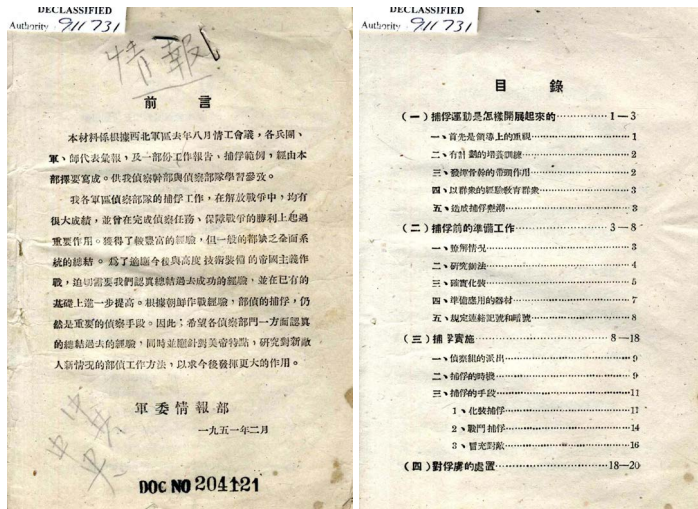 DECLASSIFIED
Authority 911731
情報
前言
本材料係根據西北軍區去年八月情工會議,各兵團、
軍、師代表彙報,及一部份工作報告、捕俘範例,經由本
部擇要寫成。供我偵察幹部與偵察部隊學習參攷。
我各軍區偵察部隊的捕俘工作,在解放戰爭中,均有
很大成績,並曾在完成偵察任務、保障戰爭的勝利上起過
重要作用。獲得了較豐富的經驗,但一般的都缺乏全面系
統的總結。爲了適應今後與高度技術裝備的帝國主義作
戰,迫切需要我們認真總結過去成功的經驗,並在已有的
基礎上進一步提高。根據朝鮮作戰經驗,部偵的捕俘,仍
然是重要的偵察手段。因此;希望各偵察部門一方面認真
的總結過去的經驗,同時並應針對美帝特點,研究對新敵
人新情況的部偵工作方法,以求今後發揮更大的作用。
軍委情報部
一九五一年二月
DOC NO 204121
DECLASSIFIED
Authority 911731
目錄
(一)捕俘運動是怎樣開展起來的…………1—3
一、首先是領導上的重視…………1
二、有計劃的培養訓練…………2
三、發揮骨幹的帶頭作用…………2
四、以群衆的經驗敎育群衆…………3
五、造成捕俘熱潮…………3
(二)捕俘前的準備工作…………3—8
一、瞭解情况…………3
二、研究辦法…………4
三、確實化裝…………5
四、準備應用的器材…………7
五、規定連絡記號和暗號…………8
(三)捕俘實施…………8—18
一、偵察組的派出…………9
二、捕俘的時機…………9
三、捕俘的手段…………11
1、化裝捕俘…………11
2、戰鬥捕俘…………14
3、冒充對敵…………16
(四)對俘虜的處置…………18—20